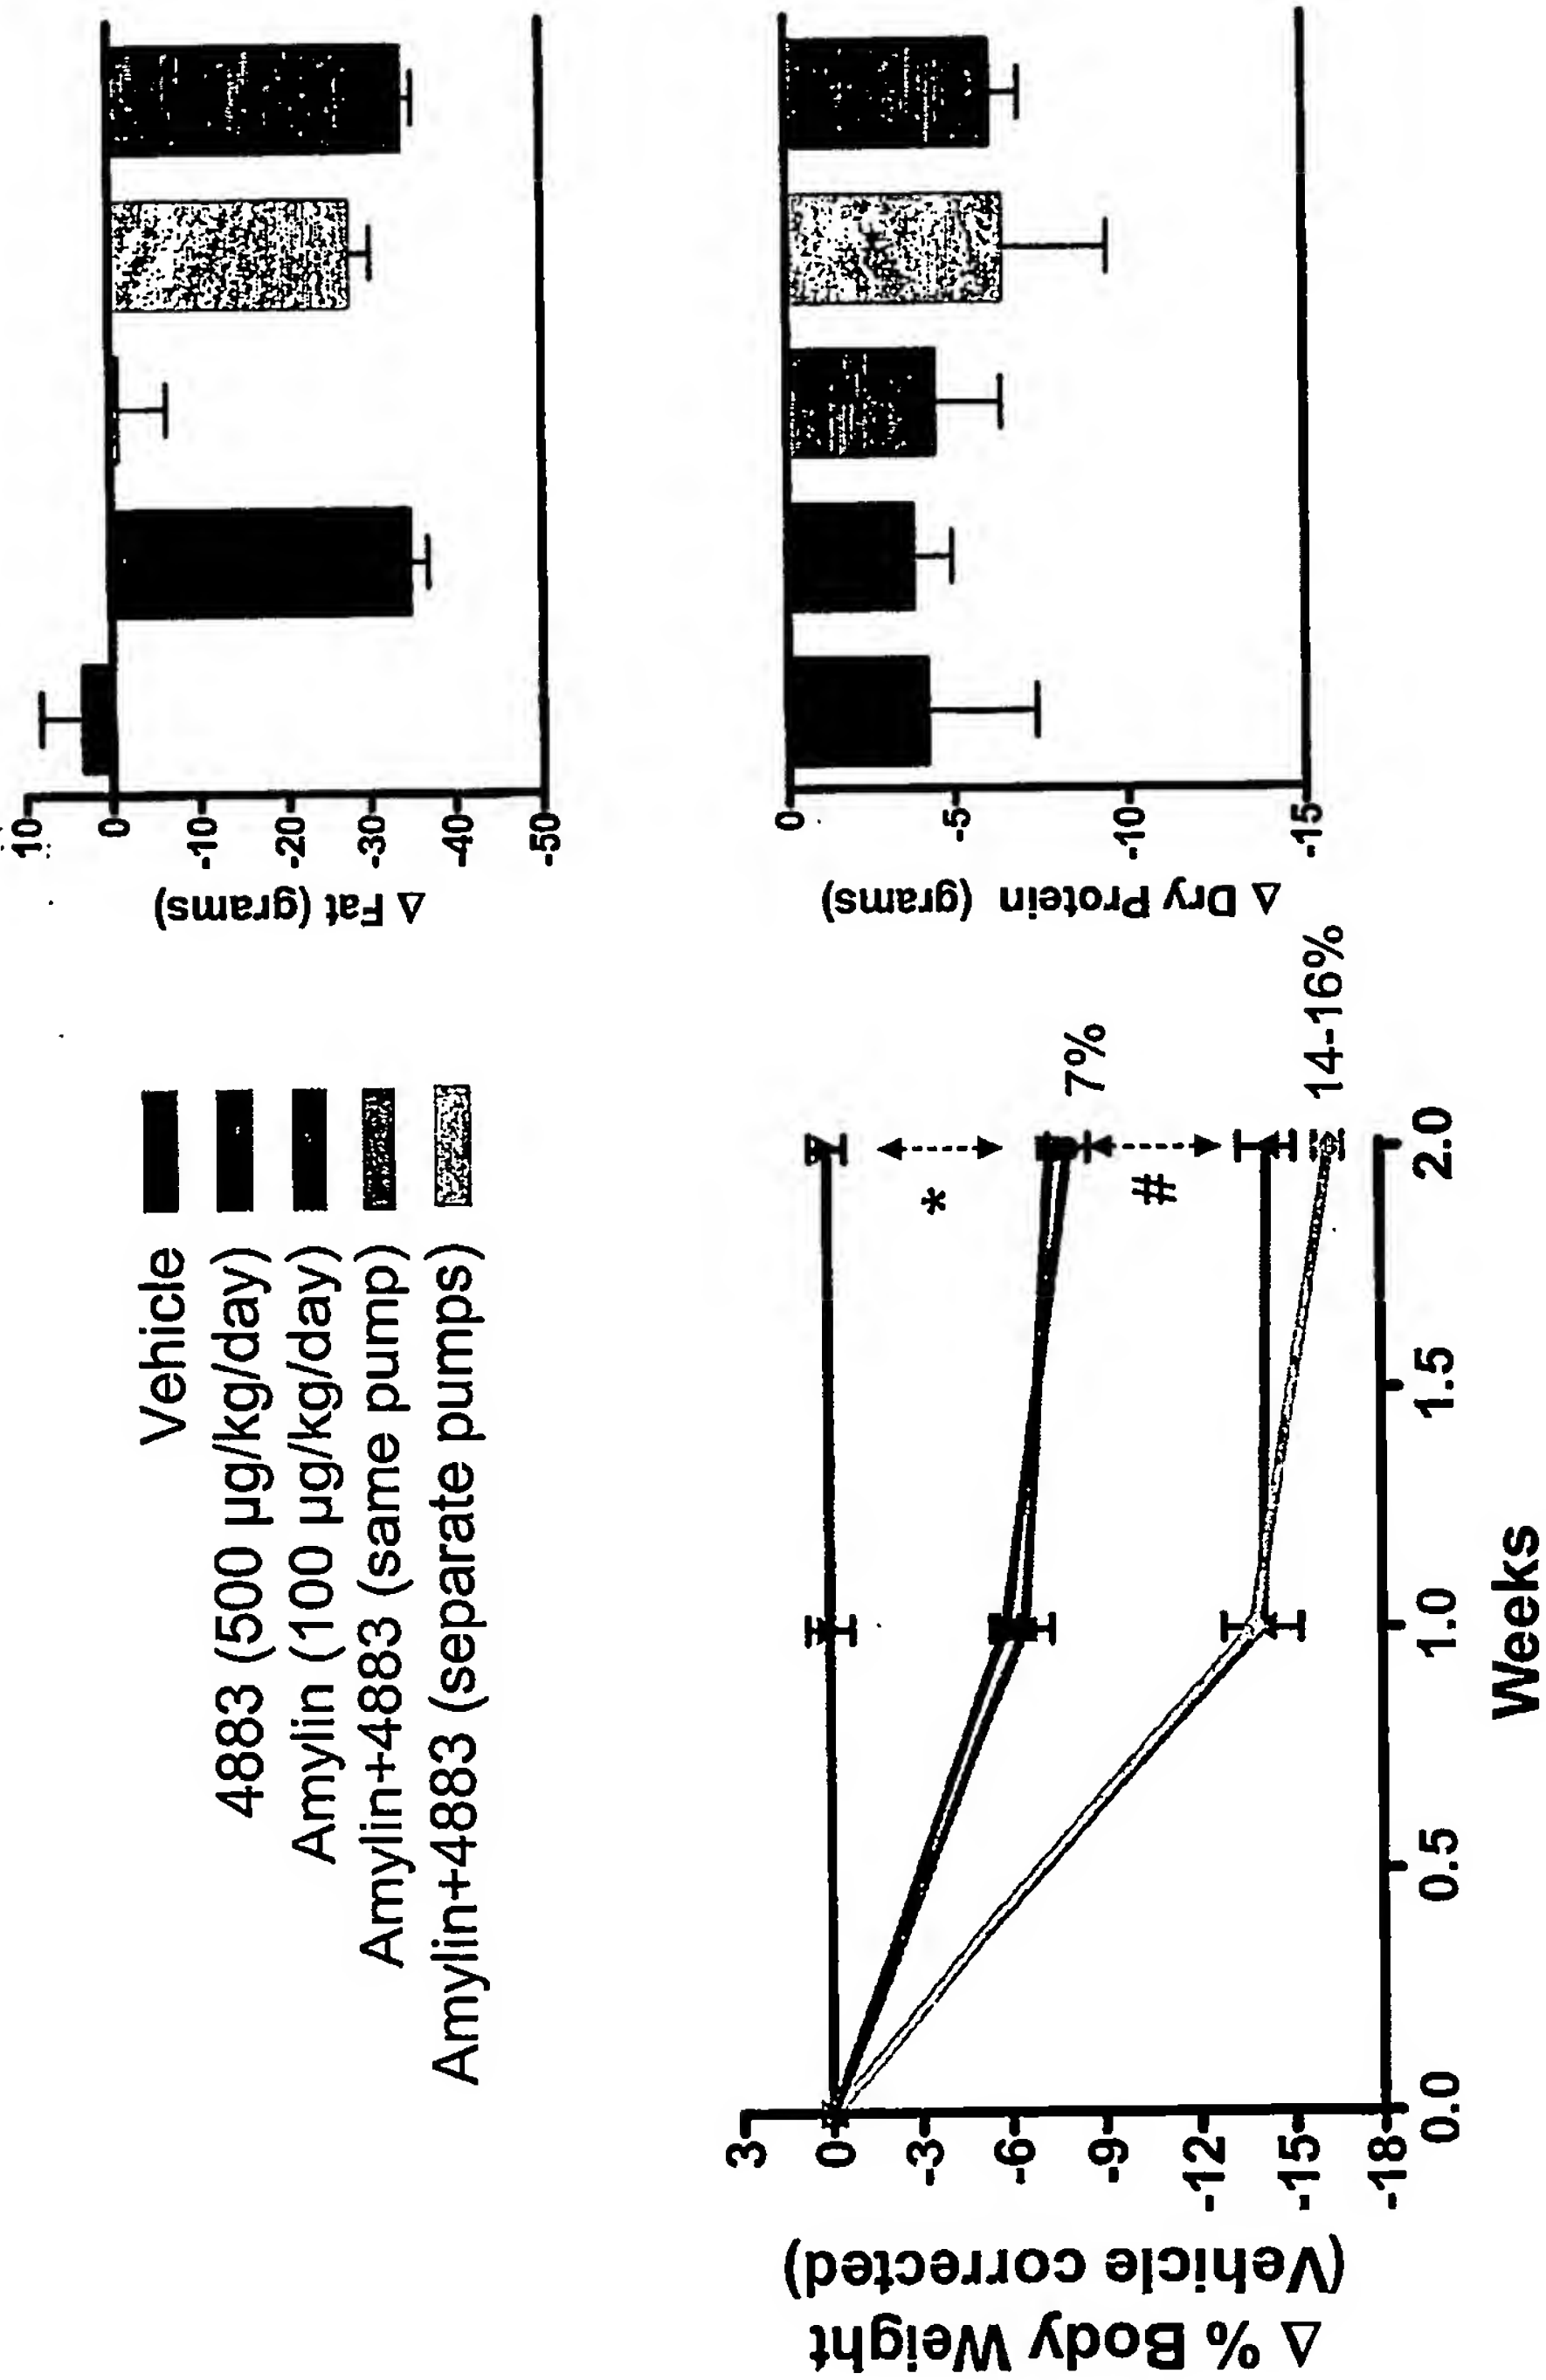 Vehicle
4883 (500 µg/kg/day)
Amylin (100 µg/kg/day)
Amylin+4883 (same pump)
Amylin+4883 (separate pumps)
Δ Fat (grams)
10
0
-10
-20
-30
-40
-50
Δ % Body Weight
(Vehicle corrected)
3
0
-3
-6
-9
-12
-15
-18
0.0
0.5
1.0
1.5
2.0
Weeks
*
#
7%
14-16%
Δ Dry Protein (grams)
0
-5
-10
-15